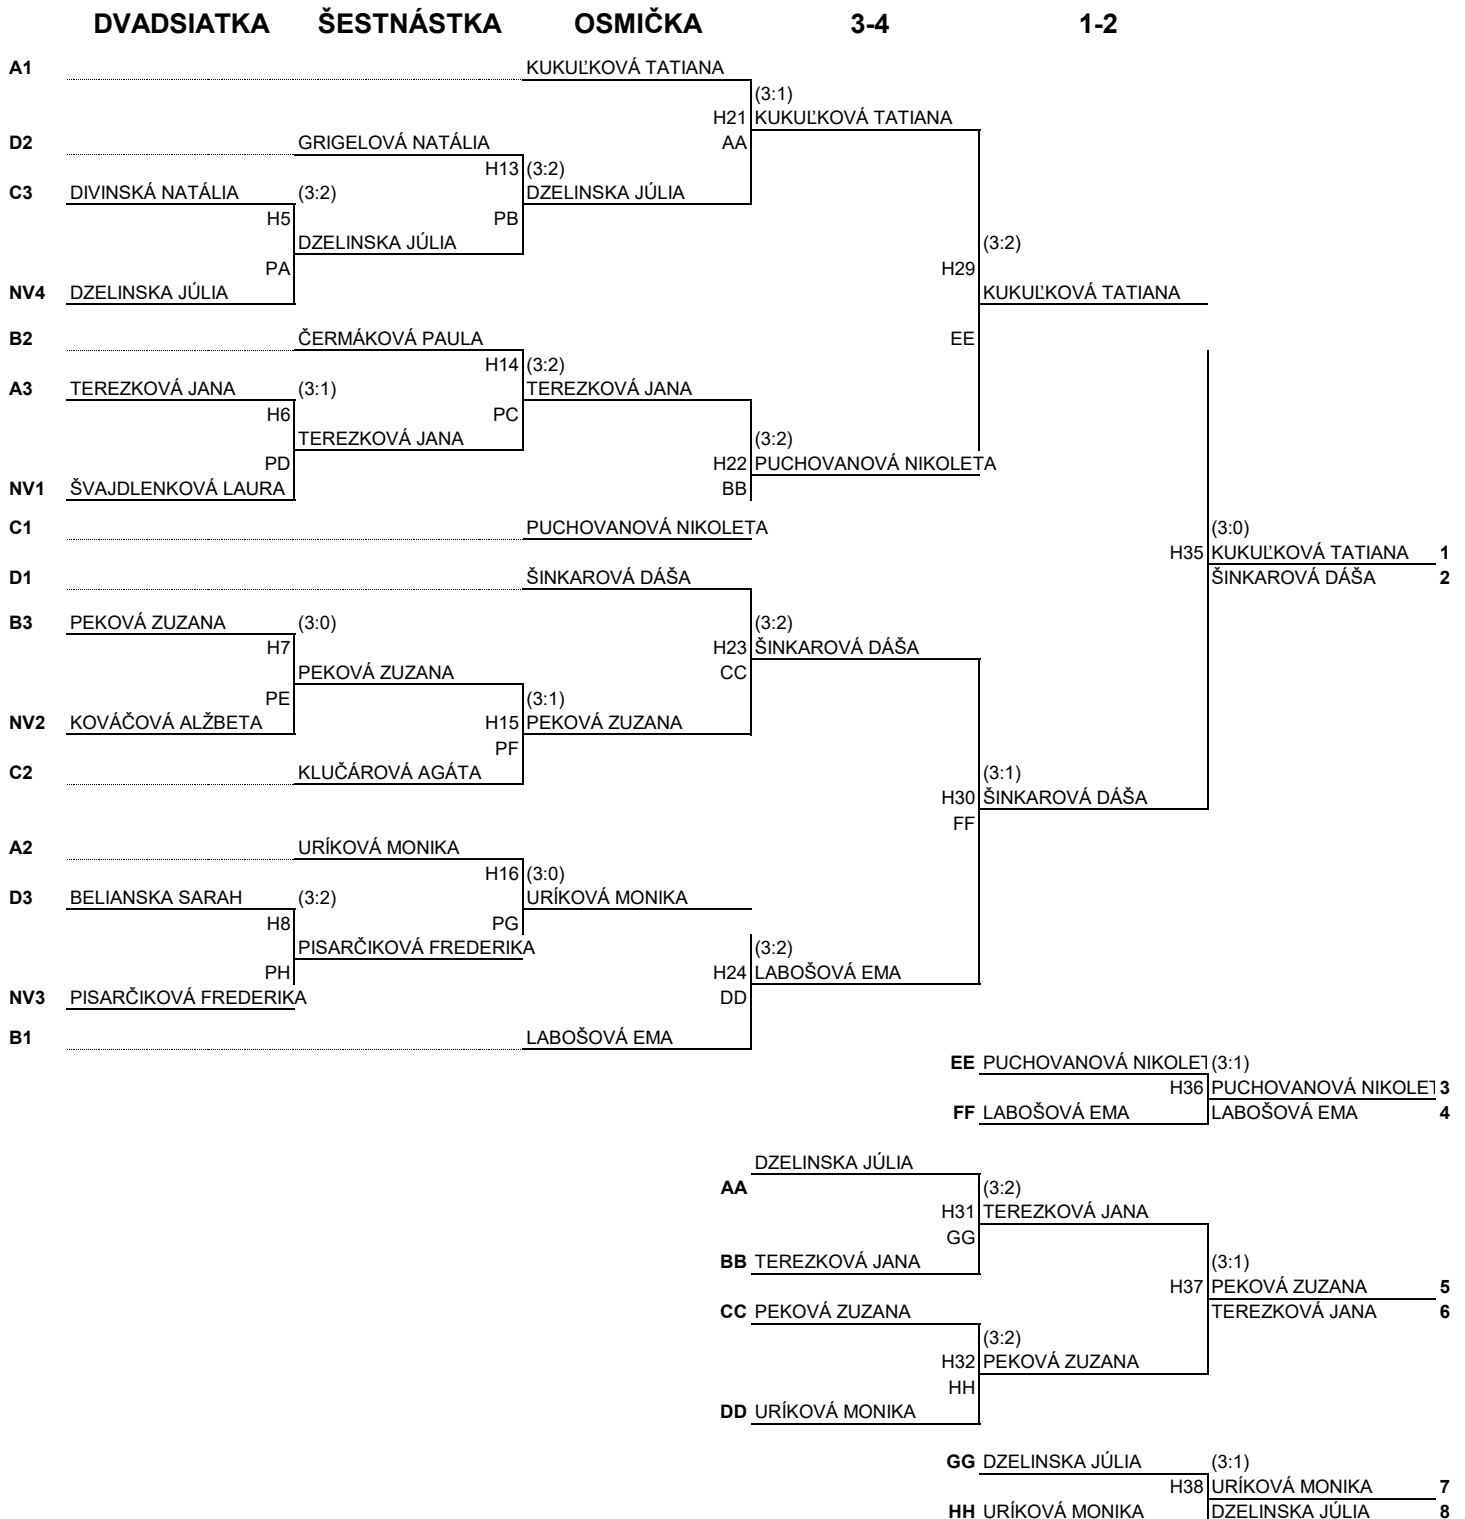 DVADSIATKA ŠESTNÁSTKA OSMIČKA 3-4 1-2
A1 KUKUĽKOVÁ TATIANA
(3:1)
H21 KUKUĽKOVÁ TATIANA
D2 GRIGELOVÁ NATÁLIA AA
H13 (3:2)
C3 DIVINSKÁ NATÁLIA (3:2) DZELINSKA JÚLIA
H5 PB
DZELINSKA JÚLIA (3:2)
PA H29
NV4 DZELINSKA JÚLIA KUKUĽKOVÁ TATIANA
B2 ČERMÁKOVÁ PAULA EE
H14 (3:2)
A3 TEREZKOVÁ JANA (3:1) TEREZKOVÁ JANA
H6 PC
TEREZKOVÁ JANA (3:2)
PD H22 PUCHOVANOVÁ NIKOLETA
NV1 ŠVAJDLENKOVÁ LAURA BB
C1 PUCHOVANOVÁ NIKOLETA (3:0)
H35 KUKUĽKOVÁ TATIANA 1
D1 ŠINKAROVÁ DÁŠA ŠINKAROVÁ DÁŠA 2
B3 PEKOVÁ ZUZANA (3:0) (3:2)
H7 H23 ŠINKAROVÁ DÁŠA
PEKOVÁ ZUZANA CC
PE (3:1)
NV2 KOVÁČOVÁ ALŽBETA H15 PEKOVÁ ZUZANA
PF
C2 KLUČÁROVÁ AGÁTA (3:1)
H30 ŠINKAROVÁ DÁŠA
FF
A2 URÍKOVÁ MONIKA
H16 (3:0)
D3 BELIANSKA SARAH (3:2) URÍKOVÁ MONIKA
H8 PG
PISARČIKOVÁ FREDERIKA (3:2)
PH H24 LABOŠOVÁ EMA
NV3 PISARČIKOVÁ FREDERIKA DD
B1 LABOŠOVÁ EMA
EE PUCHOVANOVÁ NIKOLET (3:1)
H36 PUCHOVANOVÁ NIKOLET 3
FF LABOŠOVÁ EMA LABOŠOVÁ EMA 4
DZELINSKA JÚLIA
AA (3:2)
H31 TEREZKOVÁ JANA
GG
BB TEREZKOVÁ JANA (3:1)
H37 PEKOVÁ ZUZANA 5
CC PEKOVÁ ZUZANA TEREZKOVÁ JANA 6
(3:2)
H32 PEKOVÁ ZUZANA
HH
DD URÍKOVÁ MONIKA
GG DZELINSKA JÚLIA (3:1)
H38 URÍKOVÁ MONIKA 7
HH URÍKOVÁ MONIKA DZELINSKA JÚLIA 8